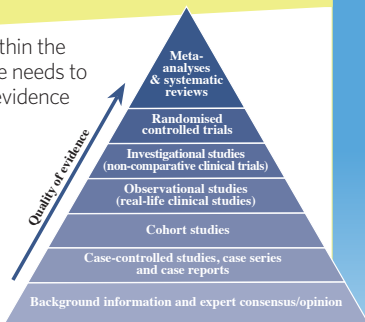 thin the
e needs to
evidence
Quality of evidence
Meta-
analyses
& systematic
reviews
Randomised
controlled trials
Investigational studies
(non-comparative clinical trials)
Observational studies
(real-life clinical studies)
Cohort studies
Case-controlled studies, case series
and case reports
Background information and expert consensus/opinion